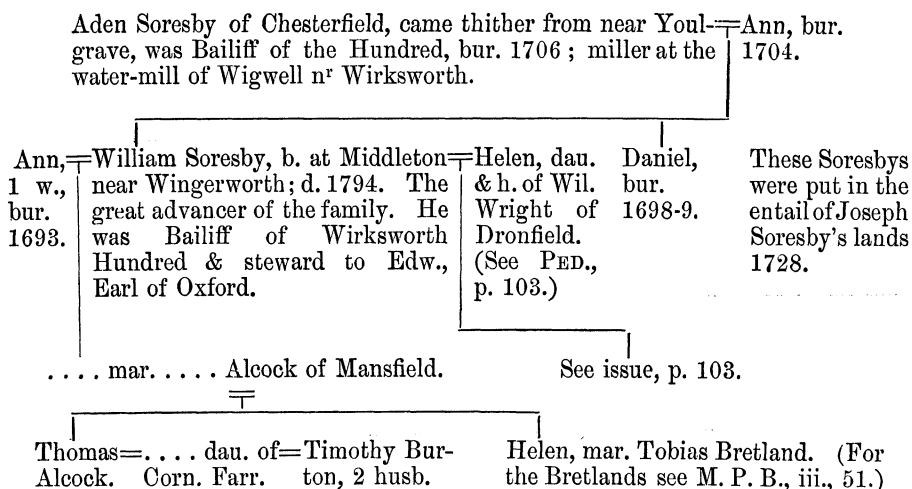 Aden Soresby of Chesterfield, came thither from near Youl-
grave, was Bailiff of the Hundred, bur. 1706 ; miller at the
water-mill of Wigwell nʳ Wirksworth.
Ann, bur.
1704.
Ann,
1 w.,
bur.
1693.
William Soresby, b. at Middleton
near Wingerworth; d. 1794. The
great advancer of the family. He
was Bailiff of Wirksworth
Hundred & steward to Edw.,
Earl of Oxford.
Helen, dau.
& h. of Wil.
Wright of
Dronfield.
(See PED.,
p. 103.)
Daniel,
bur.
1698-9.
These Soresbys
were put in the
entail of Joseph
Soresby's lands
1728.
. . . . mar. . . . . Alcock of Mansfield.
See issue, p. 103.
Thomas=. . . . dau. of=Timothy Bur-
Alcock. Corn. Farr. ton, 2 husb.
Helen, mar. Tobias Bretland. (For
the Bretlands see M. P. B., iii., 51.)